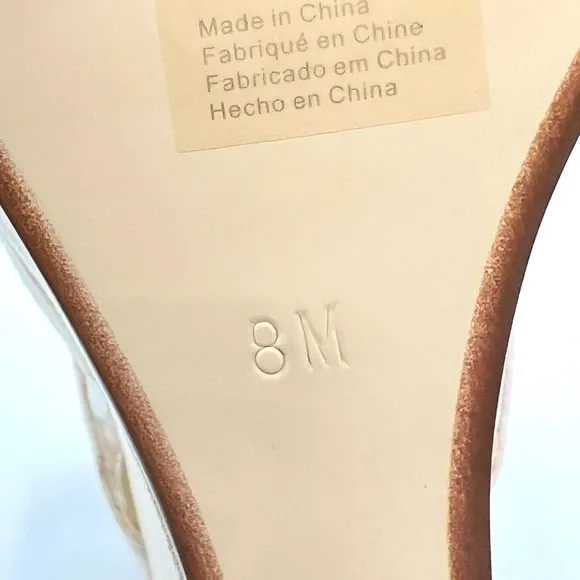 Made in China
Fabriqué en Chine
Fabricado em China
Hecho en China
8M